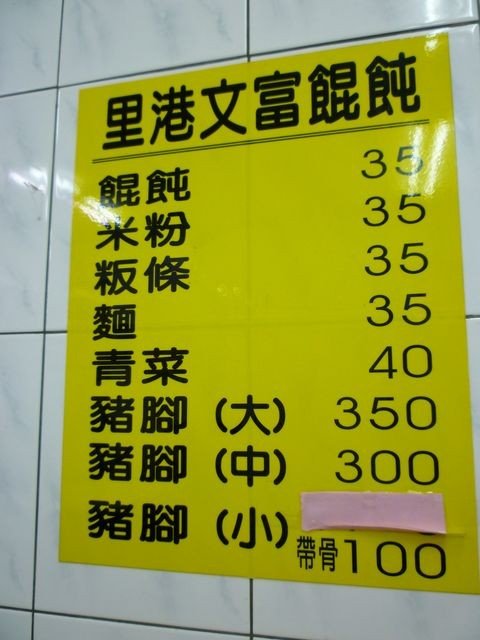 里港文富餛飩
餛飩 35
米粉 35
粄條 35
麵 35
青菜 40
豬腳 (大) 350
豬腳 (中) 300
豬腳 (小)
帶骨100